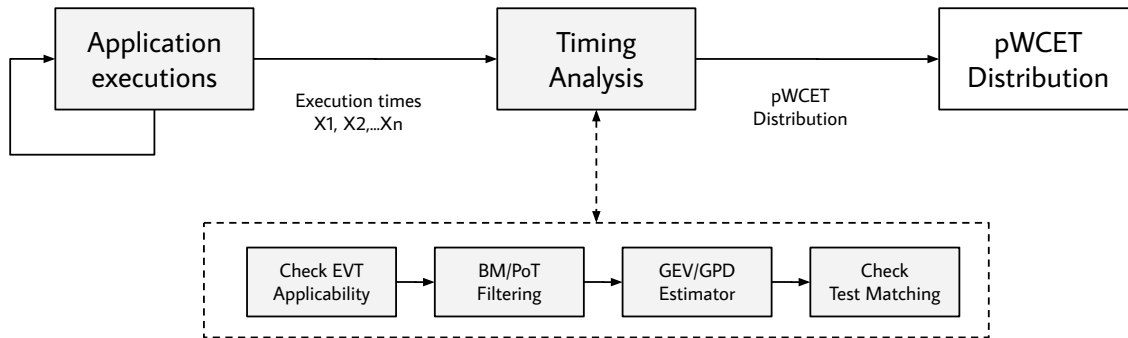 Application
executions
Timing
Analysis
pWCET
Distribution
Execution times
X1, X2,...Xn
pWCET
Distribution
Check EVT
Applicability
BM/PoT
Filtering
GEV/GPD
Estimator
Check
Test Matching